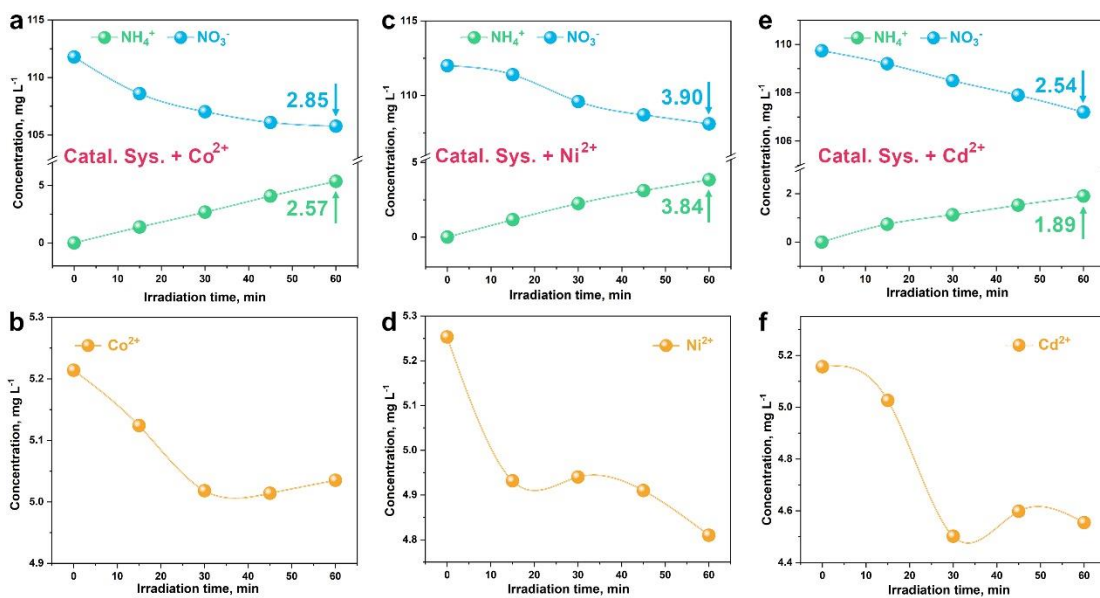 a
NH₄⁺ NO₃⁻
Concentration, mg L⁻¹
115
110
105
5
0
2.85
Catal. Sys. + Co²⁺
2.57
0 10 20 30 40 50 60
Irradiation time, min
c
NH₄⁺ NO₃⁻
Concentration, mg L⁻¹
115
110
5
0
3.90
Catal. Sys. + Ni²⁺
3.84
0 10 20 30 40 50 60
Irradiation time, min
e
NH₄⁺ NO₃⁻
Concentration, mg L⁻¹
110
108
106
2
0
2.54
Catal. Sys. + Cd²⁺
1.89
0 10 20 30 40 50 60
Irradiation time, min
b
Co²⁺
Concentration, mg L⁻¹
5.3
5.2
5.1
5.0
4.9
0 10 20 30 40 50 60
Irradiation time, min
d
Ni²⁺
Concentration, mg L⁻¹
5.3
5.2
5.1
5.0
4.9
4.8
0 10 20 30 40 50 60
Irradiation time, min
f
Cd²⁺
Concentration, mg L⁻¹
5.2
5.0
4.8
4.6
4.4
0 10 20 30 40 50 60
Irradiation time, min